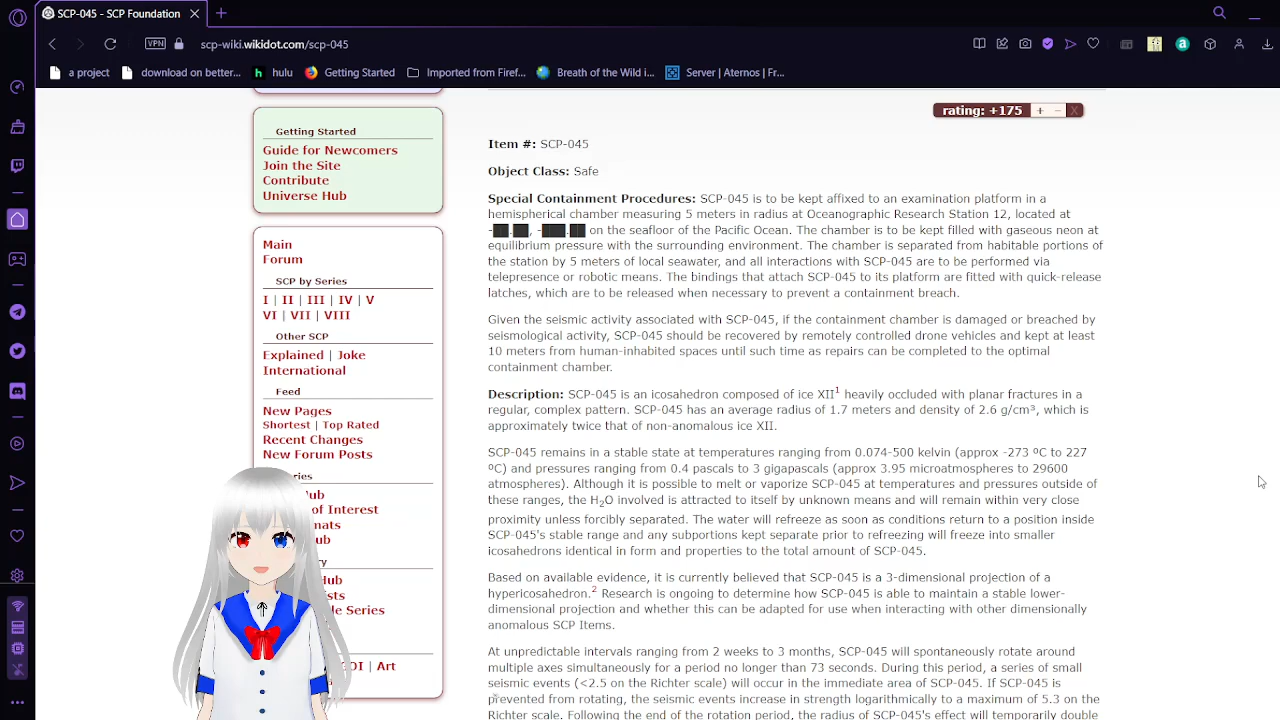 SCP-045 - SCP Foundation
VPN
scp-wiki.wikidot.com/scp-045
a project
download on better...
hulu
Getting Started
Imported from Firef...
Breath of the Wild i...
Server | Aternos | Fr...
rating: +175 + – X
Getting Started
Guide for Newcomers
Join the Site
Contribute
Universe Hub
Main
Forum
SCP by Series
I | II | III | IV | V
VI | VII | VIII
Other SCP
Explained | Joke
International
Feed
New Pages
Shortest | Top Rated
Recent Changes
New Forum Posts
Item #: SCP-045
Object Class: Safe
Special Containment Procedures: SCP-045 is to be kept affixed to an examination platform in a
hemispherical chamber measuring 5 meters in radius at Oceanographic Research Station 12, located at
-██.██, -███.██ on the seafloor of the Pacific Ocean. The chamber is to be kept filled with gaseous neon at
equilibrium pressure with the surrounding environment. The chamber is separated from habitable portions of
the station by 5 meters of local seawater, and all interactions with SCP-045 are to be performed via
telepresence or robotic means. The bindings that attach SCP-045 to its platform are fitted with quick-release
latches, which are to be released when necessary to prevent a containment breach.
Given the seismic activity associated with SCP-045, if the containment chamber is damaged or breached by
seismological activity, SCP-045 should be recovered by remotely controlled drone vehicles and kept at least
10 meters from human-inhabited spaces until such time as repairs can be completed to the optimal
containment chamber.
Description: SCP-045 is an icosahedron composed of ice XII1 heavily occluded with planar fractures in a
regular, complex pattern. SCP-045 has an average radius of 1.7 meters and density of 2.6 g/cm³, which is
approximately twice that of non-anomalous ice XII.
SCP-045 remains in a stable state at temperatures ranging from 0.074-500 kelvin (approx -273 ºC to 227
ºC) and pressures ranging from 0.4 pascals to 3 gigapascals (approx 3.95 microatmospheres to 29600
atmospheres). Although it is possible to melt or vaporize SCP-045 at temperatures and pressures outside of
these ranges, the H2O involved is attracted to itself by unknown means and will remain within very close
proximity unless forcibly separated. The water will refreeze as soon as conditions return to a position inside
SCP-045's stable range and any subportions kept separate prior to refreezing will freeze into smaller
icosahedrons identical in form and properties to the total amount of SCP-045.
Based on available evidence, it is currently believed that SCP-045 is a 3-dimensional projection of a
hypericosahedron.2 Research is ongoing to determine how SCP-045 is able to maintain a stable lower-
dimensional projection and whether this can be adapted for use when interacting with other dimensionally
anomalous SCP Items.
At unpredictable intervals ranging from 2 weeks to 3 months, SCP-045 will spontaneously rotate around
multiple axes simultaneously for a period no longer than 73 seconds. During this period, a series of small
seismic events (<2.5 on the Richter scale) will occur in the immediate area of SCP-045. If SCP-045 is
prevented from rotating, the seismic events increase in strength logarithmically to a maximum of 5.3 on the
Richter scale. Following the end of the rotation period, the radius of SCP-045's effect will temporarily double
of Interest
| Art